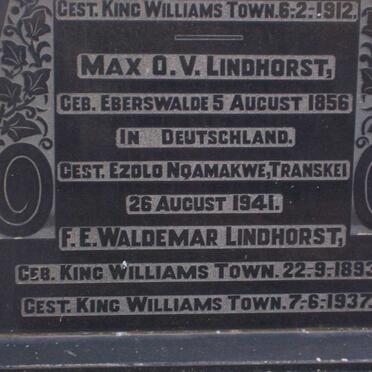 GEST. KING WILLIAMS TOWN. 6-2-1912,
MAX O. V. LINDHORST,
GEB. EBERSWALDE 5 AUGUST 1856
IN DEUTSCHLAND.
GEST. EZOLO NQAMAKWE, TRANSKEI
26 AUGUST 1941.
F. E. WALDEMAR LINDHORST,
GEB. KING WILLIAMS TOWN. 22-9-1893
GEST. KING WILLIAMS TOWN. 7-6-1937.